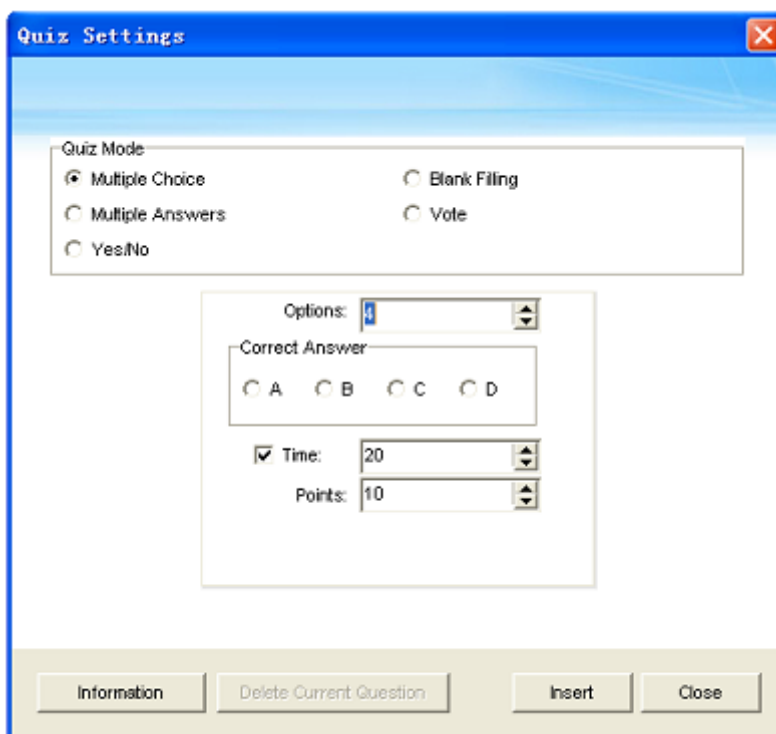 Quiz Settings
Quiz Mode
Multiple Choice
Blank Filling
Multiple Answers
Vote
Yes/No
Options: 4
Correct Answer
A B C D
Time: 20
Points: 10
Information
Delete Current Question
Insert
Close